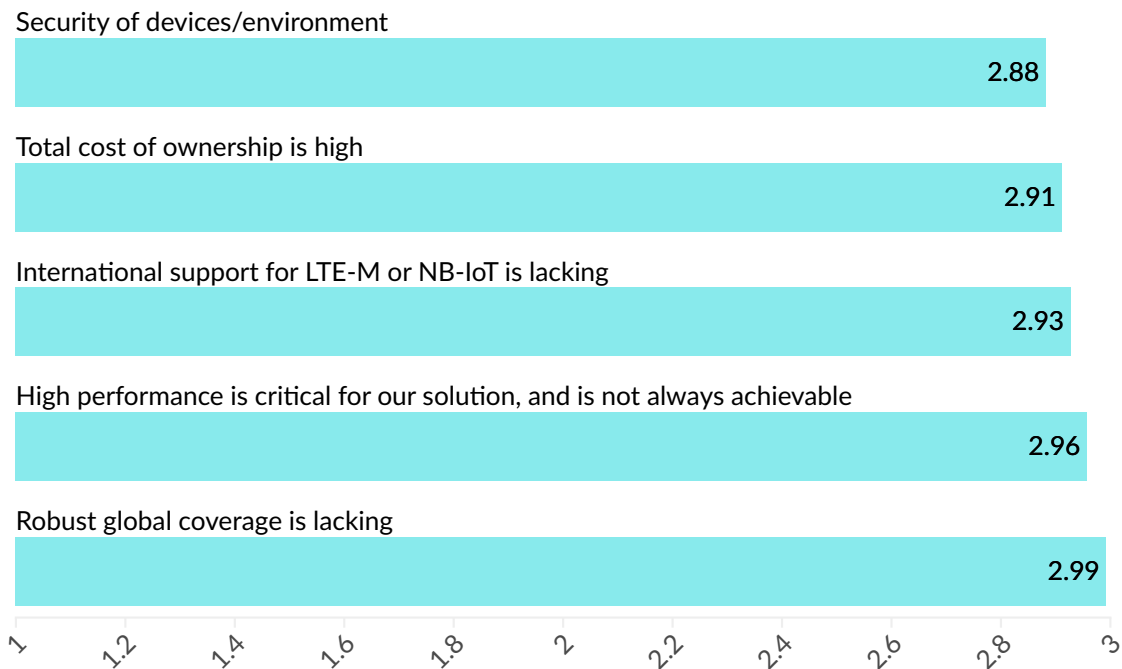 Security of devices/environment
2.88
Total cost of ownership is high
2.91
International support for LTE-M or NB-IoT is lacking
2.93
High performance is critical for our solution, and is not always achievable
2.96
Robust global coverage is lacking
2.99
1 1.2 1.4 1.6 1.8 2 2.2 2.4 2.6 2.8 3